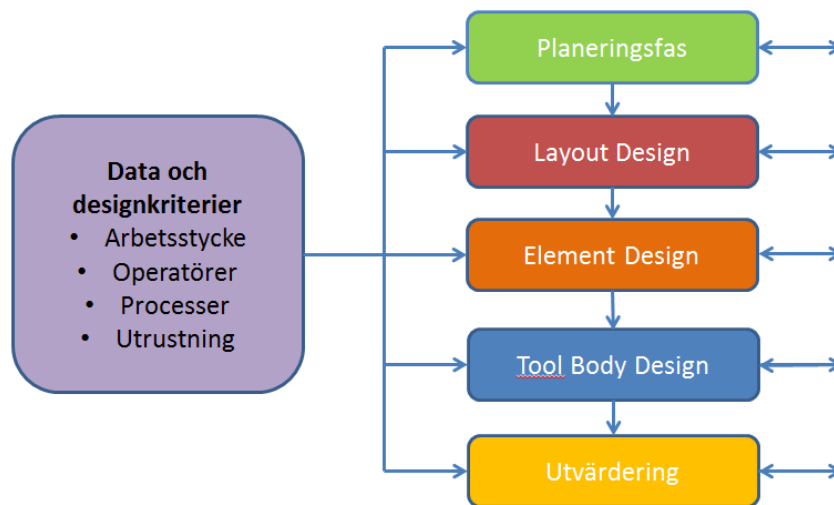 Data och
designkriterier
• Arbetsstycke
• Operatörer
• Processer
• Utrustning
Planeringsfas
Layout Design
Element Design
Tool Body Design
Utvärdering